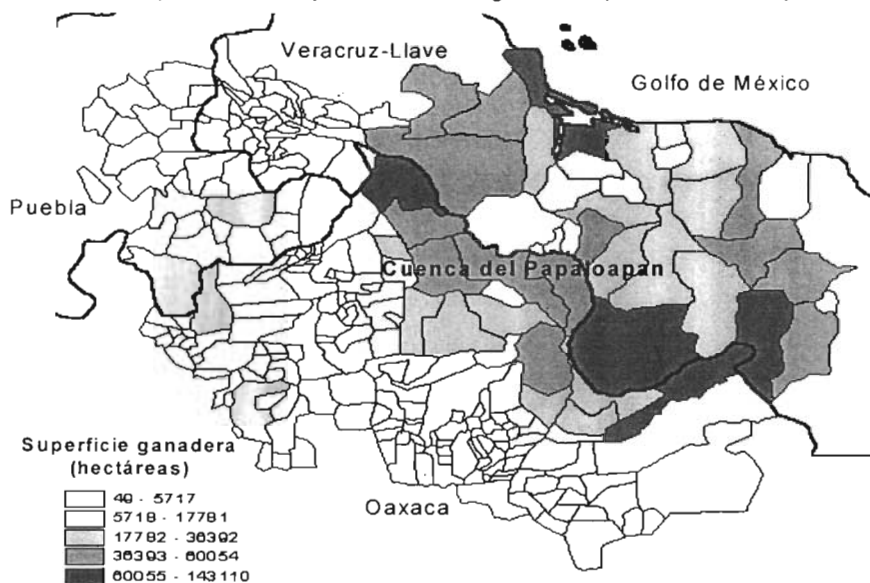 Veracruz-Llave
Golfo de México
Puebla
Cuenca del Papaloapan
Superficie ganadera
(hectáreas)
49 - 5717
5718 - 17781
17782 - 36392
36393 - 60054
60055 - 143110
Oaxaca